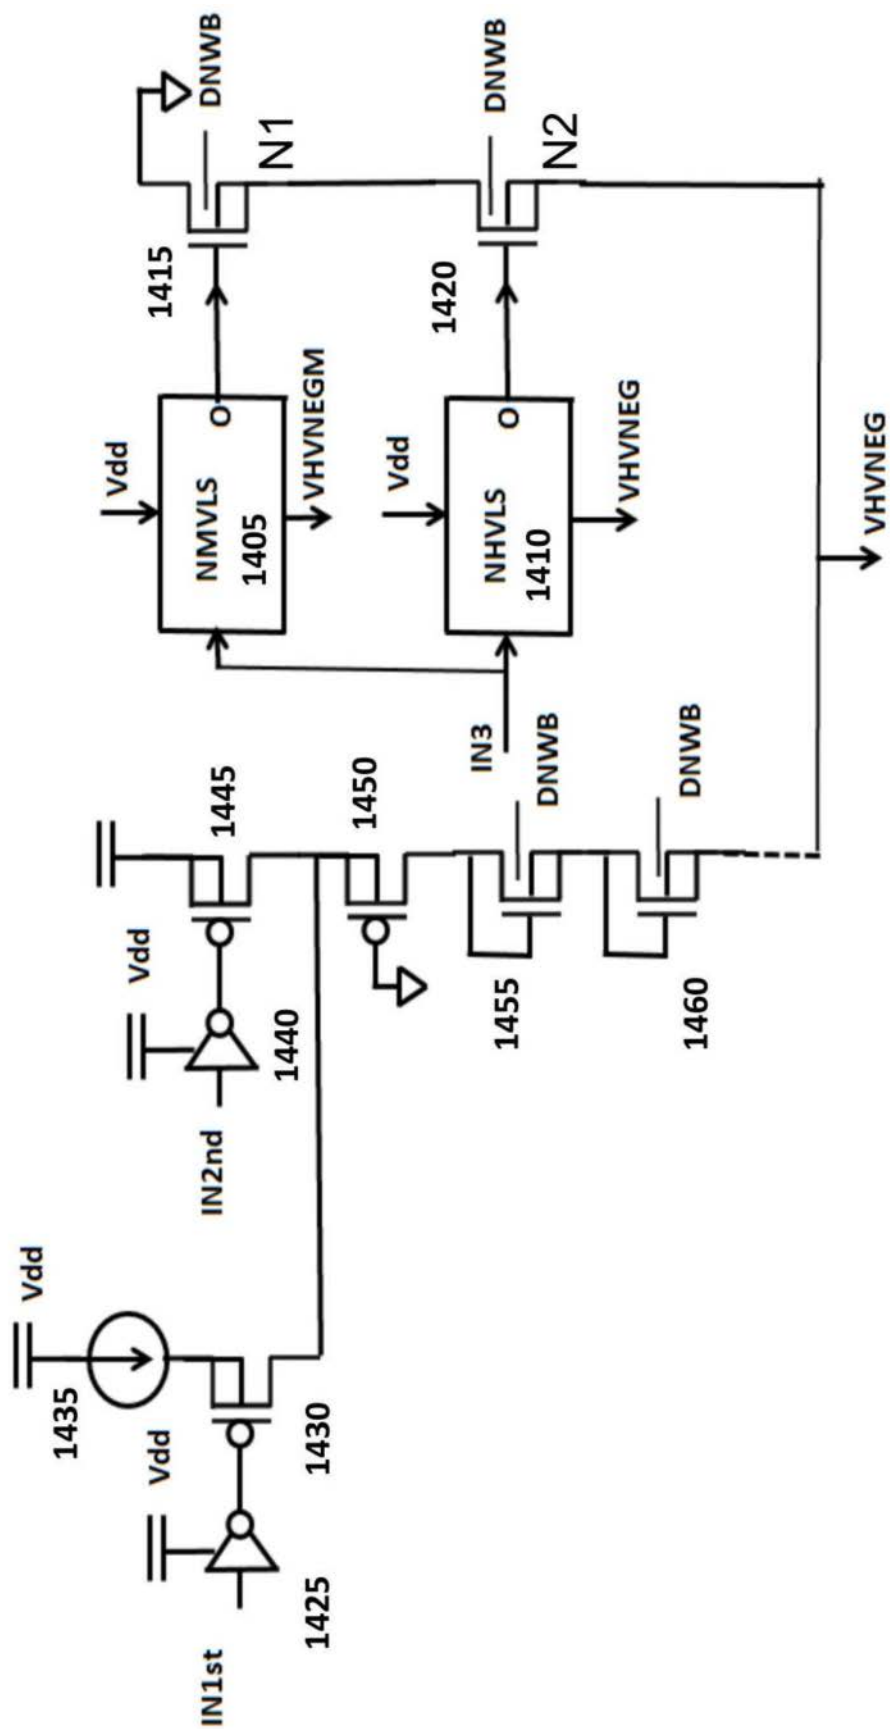 DNWB
N1
1415
Vdd
NMVLS
1405
O
VHVNEGM
DNWB
N2
1420
Vdd
NHVLS
1410
O
VHVNEG
IN3
VHVNEG
1445
Vdd
1440
IN2nd
1450
DNWB
1455
DNWB
1460
Vdd
1435
Vdd
1430
1425
IN1st